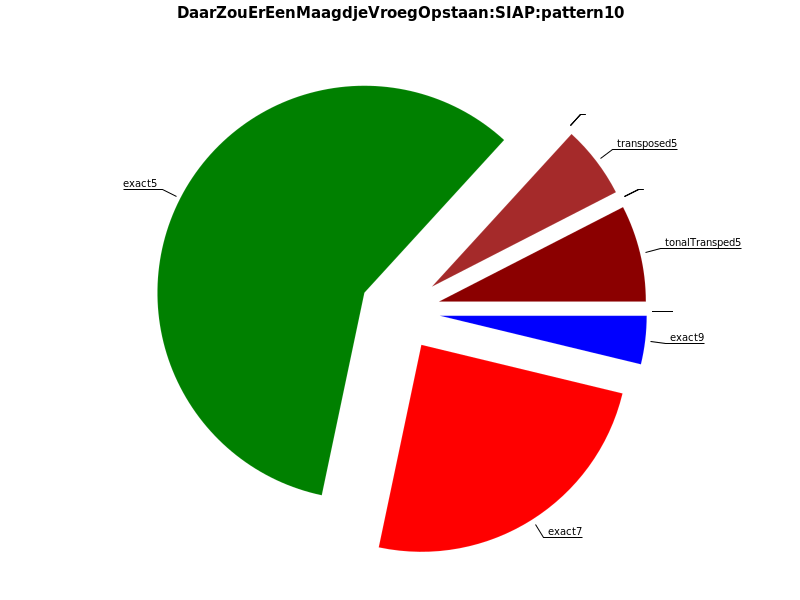 DaarZouErEenMaagdjeVroegOpstaan:SIAP:pattern10
transposed5
exact5
tonalTransped5
exact9
exact7